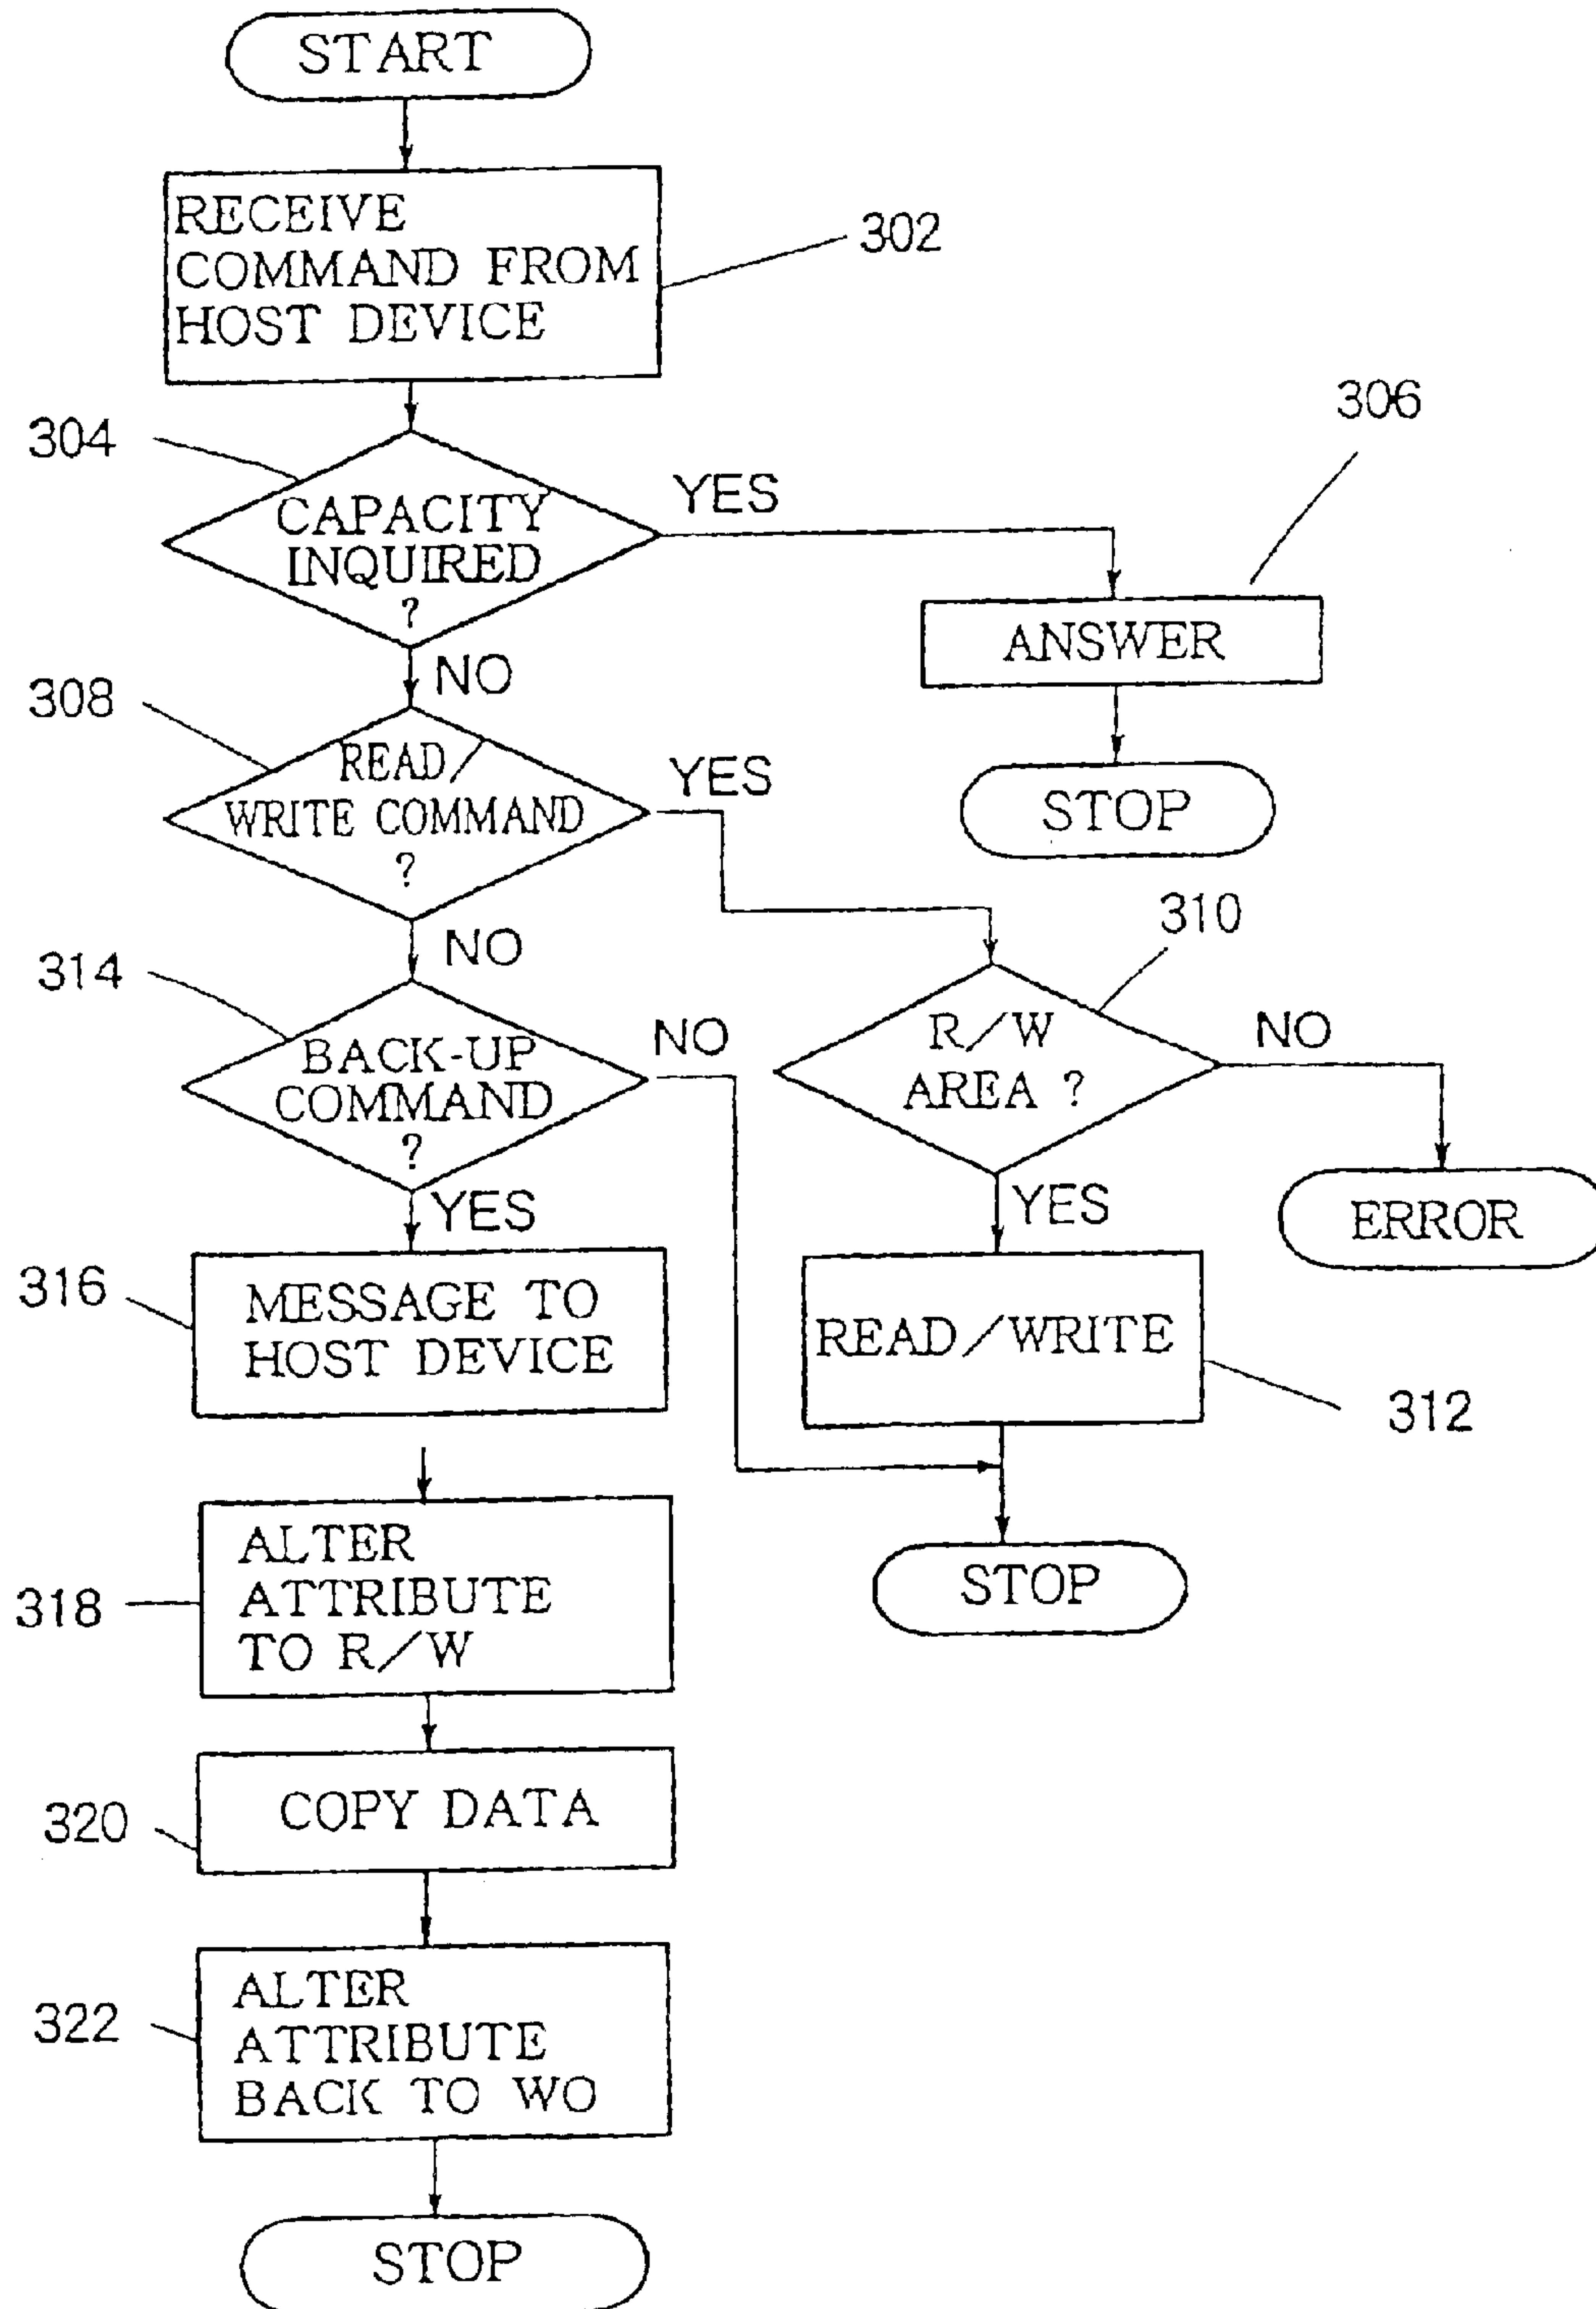 START
RECEIVE
COMMAND FROM
HOST DEVICE
302
304
CAPACITY
INQUIRED
?
YES
306
ANSWER
STOP
NO
308
READ/
WRITE COMMAND
?
YES
310
R/W
AREA ?
NO
ERROR
YES
READ/WRITE
312
STOP
NO
314
BACK-UP
COMMAND
?
NO
YES
316
MESSAGE TO
HOST DEVICE
318
ALTER
ATTRIBUTE
TO R/W
320
COPY DATA
322
ALTER
ATTRIBUTE
BACK TO WO
STOP